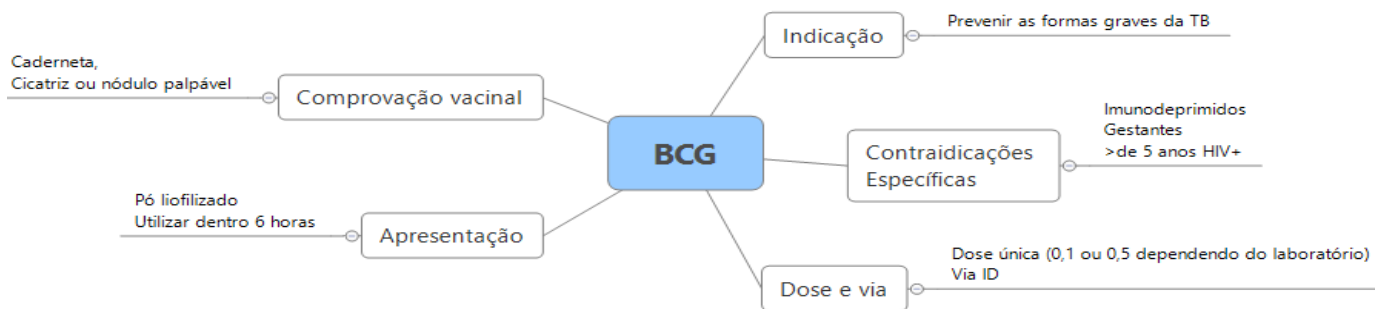 Indicação
Prevenir as formas graves da TB
Caderneta,
Cicatriz ou nódulo palpável
Comprovação vacinal
BCG
Contraidicações
Específicas
Imunodeprimidos
Gestantes
>de 5 anos HIV+
Pó liofilizado
Utilizar dentro 6 horas
Apresentação
Dose e via
Dose única (0,1 ou 0,5 dependendo do laboratório)
Via ID